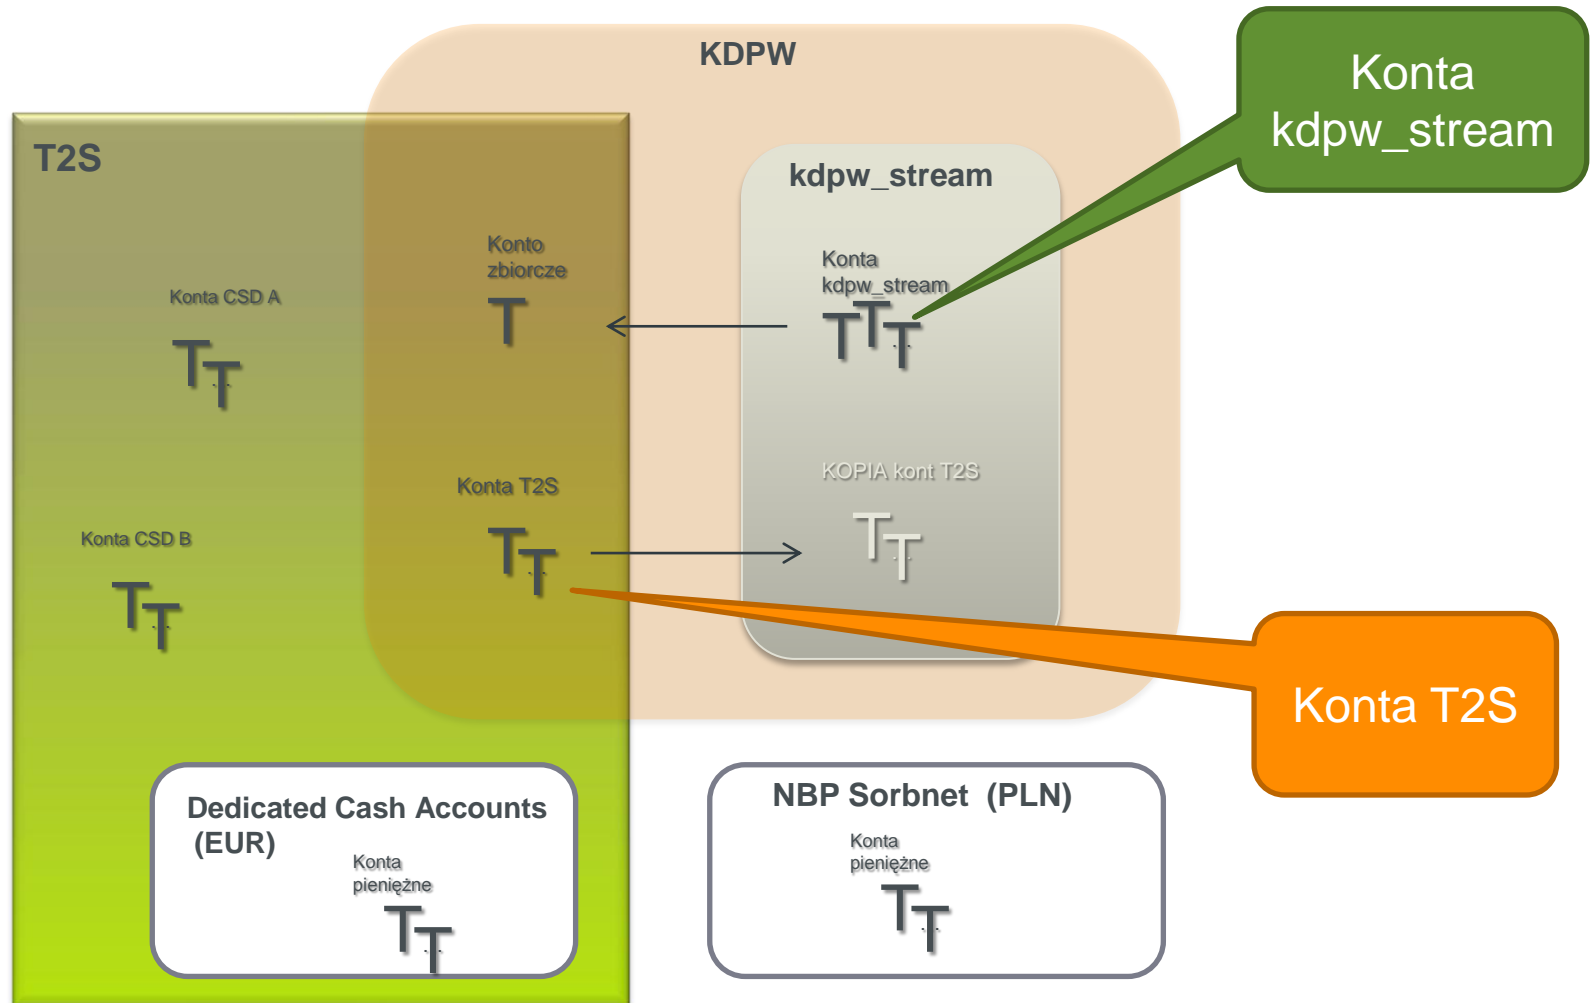 KDPW
Konta
kdpw_stream
T2S
kdpw_stream
Konto
zbiorcze
Konta
kdpw_stream
Konta CSD A
T
T
T
T
T
T
Konta T2S
KOPIA kont T2S
Konta CSD B
T
T
T
T
T
T
Konta T2S
Dedicated Cash Accounts
(EUR)
Konta
pieniężne
T
T
NBP Sorbnet (PLN)
Konta
pieniężne
T
T